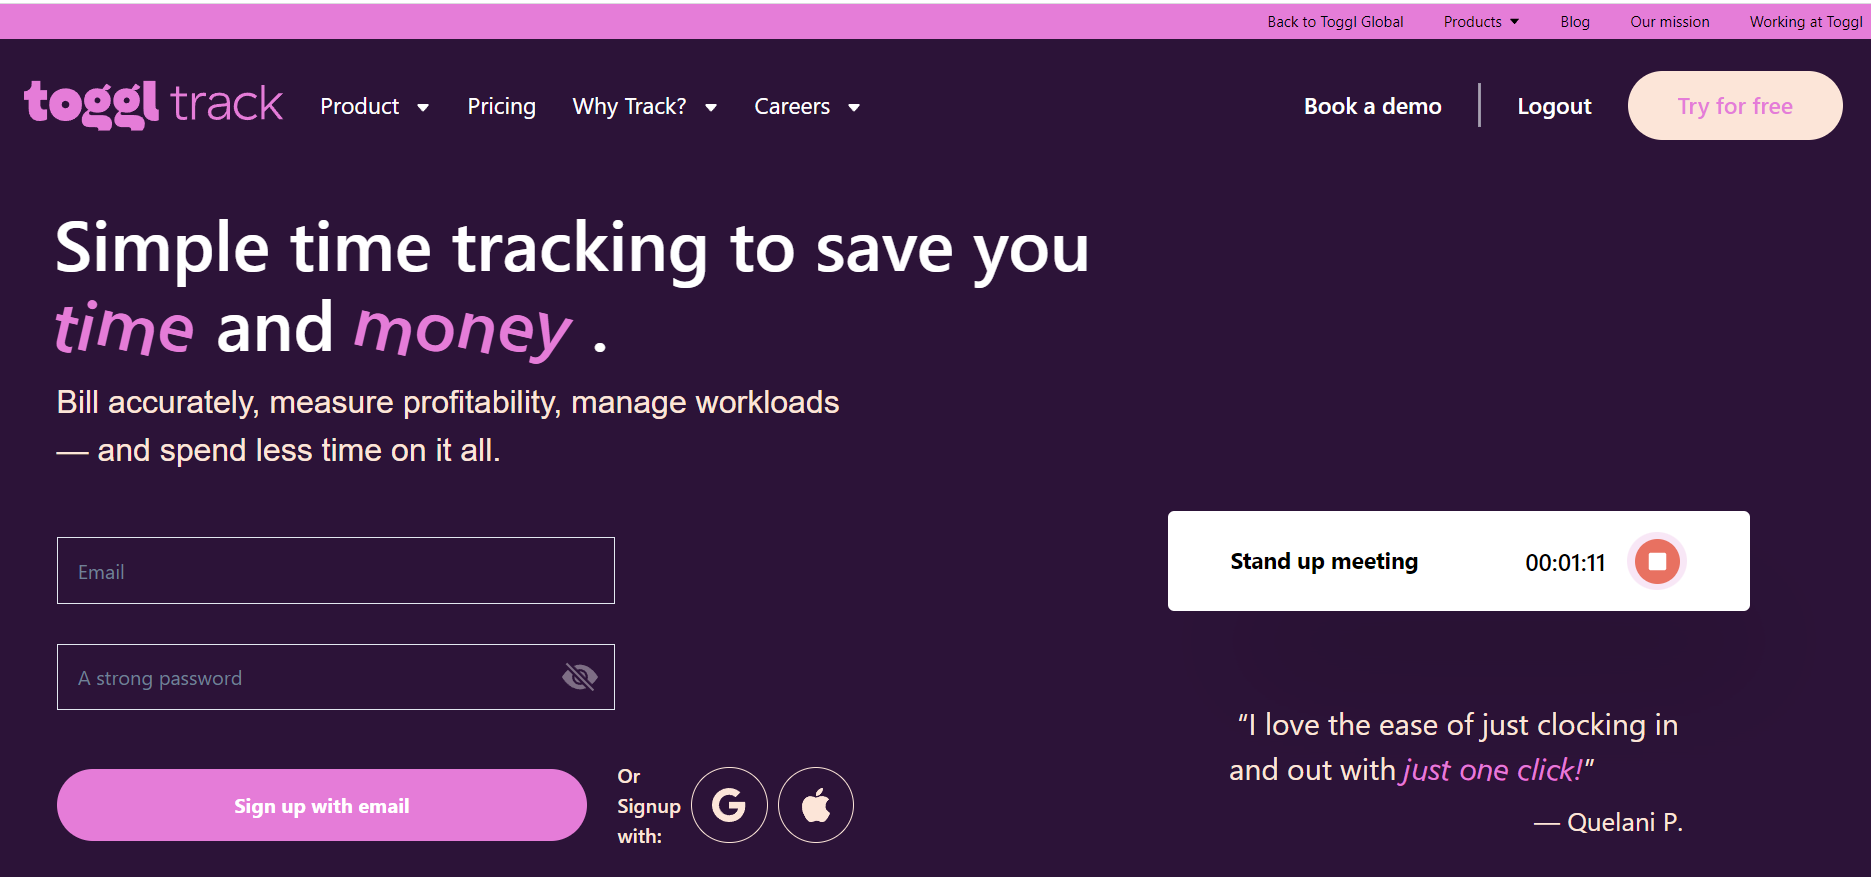 Back to Toggl Global Products Blog Our mission Working at Toggl
toggl track Product Pricing Why Track? Careers Book a demo Logout Try for free
Simple time tracking to save you
time and money .
Bill accurately, measure profitability, manage workloads
— and spend less time on it all.
Email
A strong password
Sign up with email
Or
Signup
with:
Stand up meeting 00:01:11
“I love the ease of just clocking in
and out with just one click!”
— Quelani P.